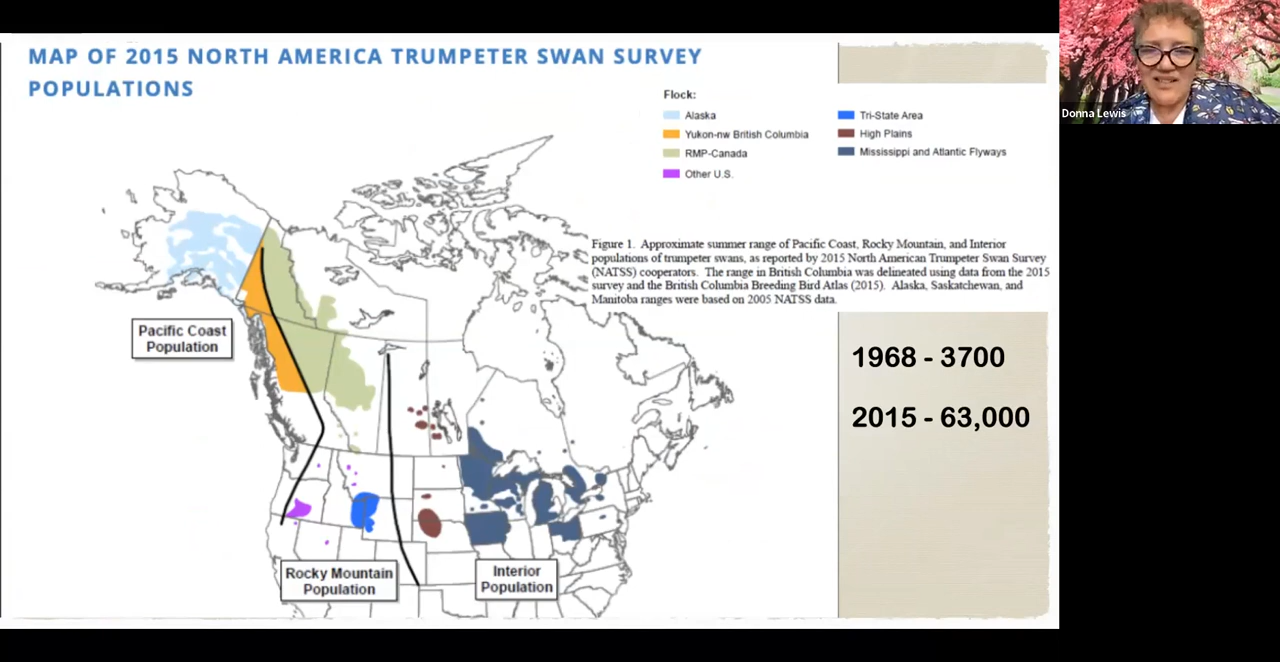 MAP OF 2015 NORTH AMERICA TRUMPETER SWAN SURVEY
POPULATIONS
Flock:
Alaska
Yukon-nw British Columbia
RMP-Canada
Other U.S.
Tri-State Area
High Plains
Mississippi and Atlantic Flyways
Figure 1. Approximate summer range of Pacific Coast, Rocky Mountain, and Interior
populations of trumpeter swans, as reported by 2015 North American Trumpeter Swan Survey
(NATSS) cooperators. The range in British Columbia was delineated using data from the 2015
survey and the British Columbia Breeding Bird Atlas (2015). Alaska, Saskatchewan, and
Manitoba ranges were based on 2005 NATSS data.
Pacific Coast
Population
1968 - 3700
2015 - 63,000
Rocky Mountain
Population
Interior
Population
Donna Lewis